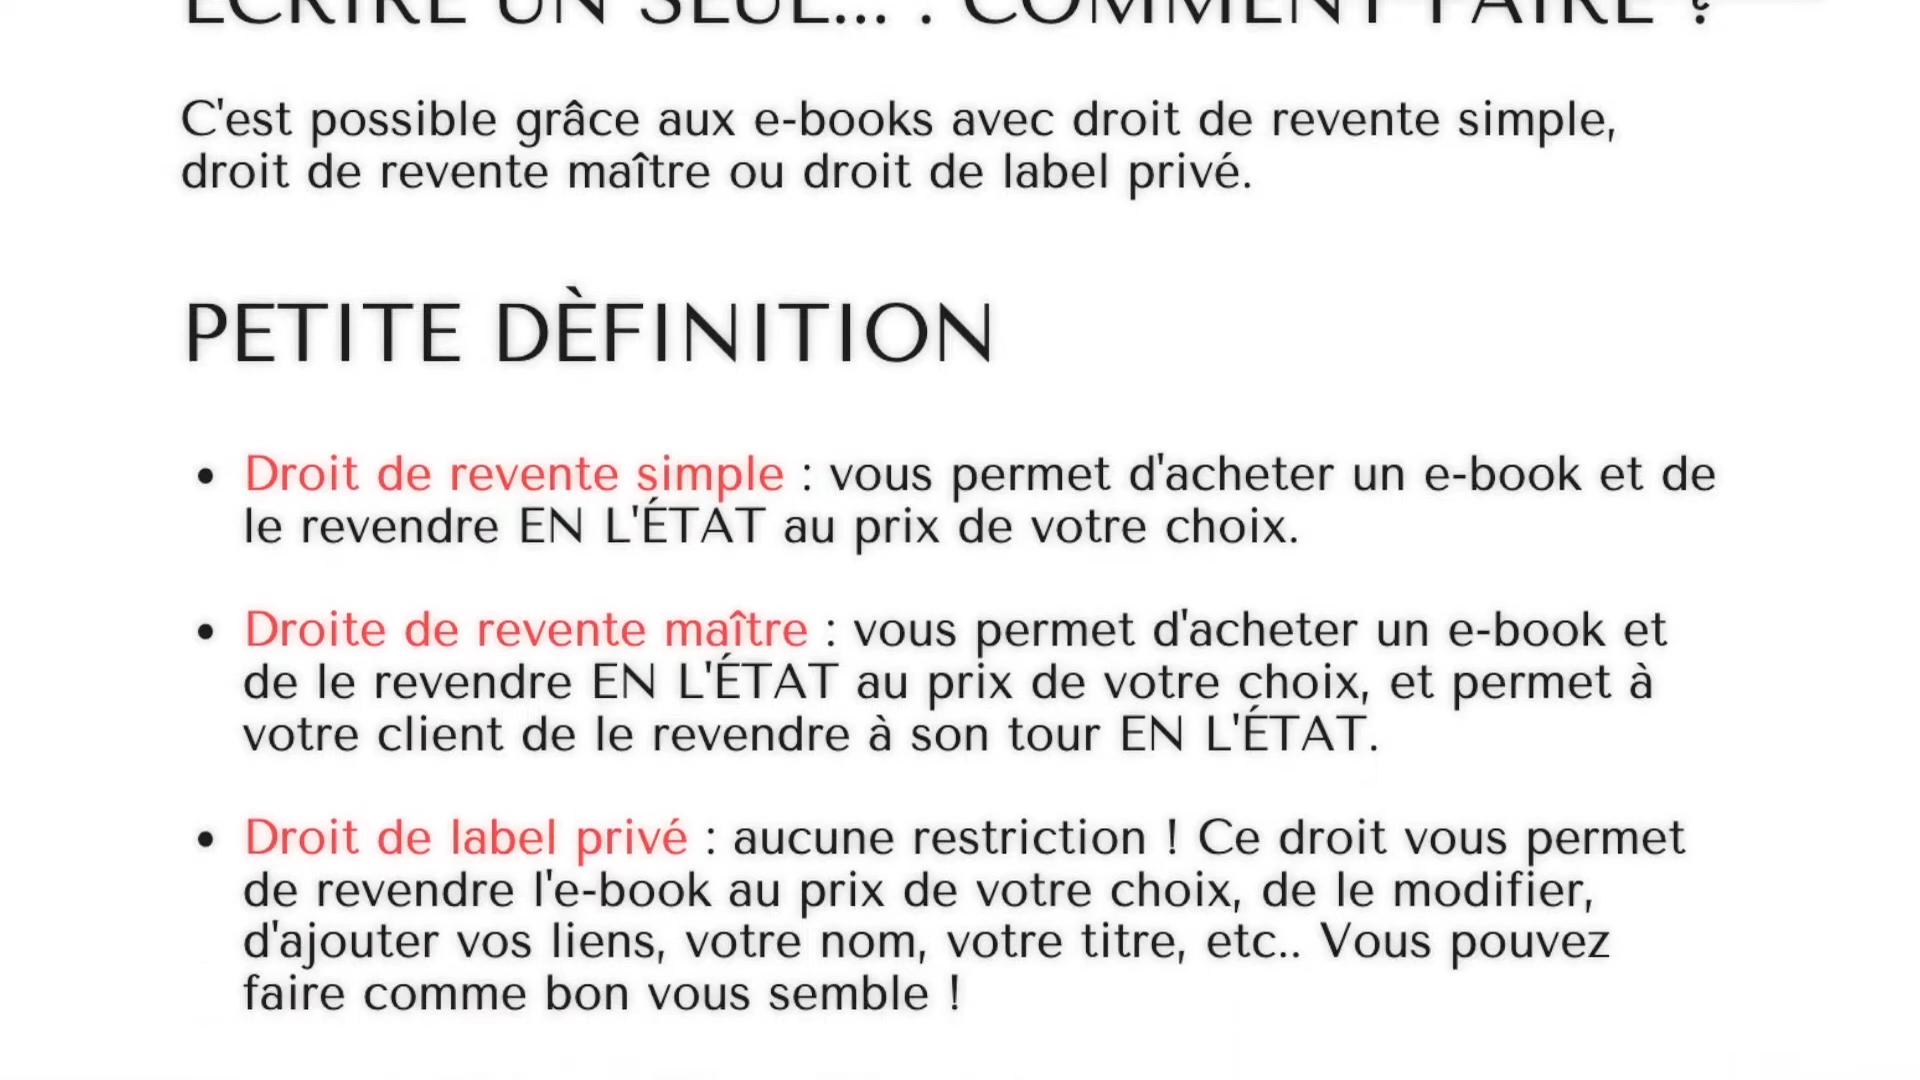 ÉCRIRE UN SEUL... : COMMENT FAIRE ?
C'est possible grâce aux e-books avec droit de revente simple,
droit de revente maître ou droit de label privé.
PETITE DÈFINITION
• Droit de revente simple : vous permet d'acheter un e-book et de
le revendre EN L'ÉTAT au prix de votre choix.
• Droite de revente maître : vous permet d'acheter un e-book et
de le revendre EN L'ÉTAT au prix de votre choix, et permet à
votre client de le revendre à son tour EN L'ÉTAT.
• Droit de label privé : aucune restriction ! Ce droit vous permet
de revendre l'e-book au prix de votre choix, de le modifier,
d'ajouter vos liens, votre nom, votre titre, etc.. Vous pouvez
faire comme bon vous semble !